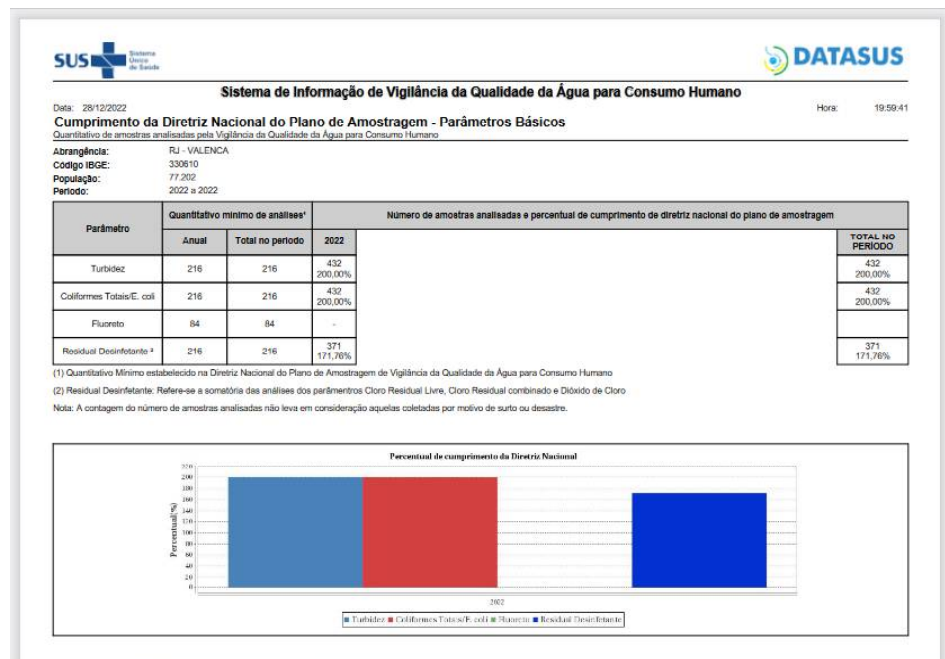 SUS Sistema
Único
de Saúde
DATASUS
Sistema de Informação de Vigilância da Qualidade da Água para Consumo Humano
Data: 28/12/2022 Hora: 19:59:41
Cumprimento da Diretriz Nacional do Plano de Amostragem - Parâmetros Básicos
Quantitativo de amostras analisadas pela Vigilância da Qualidade da Água para Consumo Humano
Abrangência: RJ - VALENCA
Código IBGE: 330610
População: 77.202
Período: 2022 a 2022
Parâmetro Quantitativo mínimo de análises¹ Número de amostras analisadas e percentual de cumprimento de diretriz nacional do plano de amostragem
Anual Total no período 2022 TOTAL NO
PERÍODO
Turbidez 216 216 432 432
200,00% 200,00%
Coliformes Totais/E. coli 216 216 432 432
200,00% 200,00%
Fluoreto 84 84 -
Residual Desinfetante ² 216 216 371 371
171,76% 171,76%
(1) Quantitativo Mínimo estabelecido na Diretriz Nacional do Plano de Amostragem de Vigilância da Qualidade da Água para Consumo Humano
(2) Residual Desinfetante: Refere-se a somatória das análises dos parâmentros Cloro Residual Livre, Cloro Residual combinado e Dióxido de Cloro
Nota: A contagem do número de amostras analisadas não leva em consideração aquelas coletadas por motivo de surto ou desastre.
Percentual de cumprimento da Diretriz Nacional
Percentual(%)
220
200
180
160
140
120
100
80
60
40
20
0
2022
Turbidez Coliformes Totais/E. coli Fluoreto Residual Desinfetante